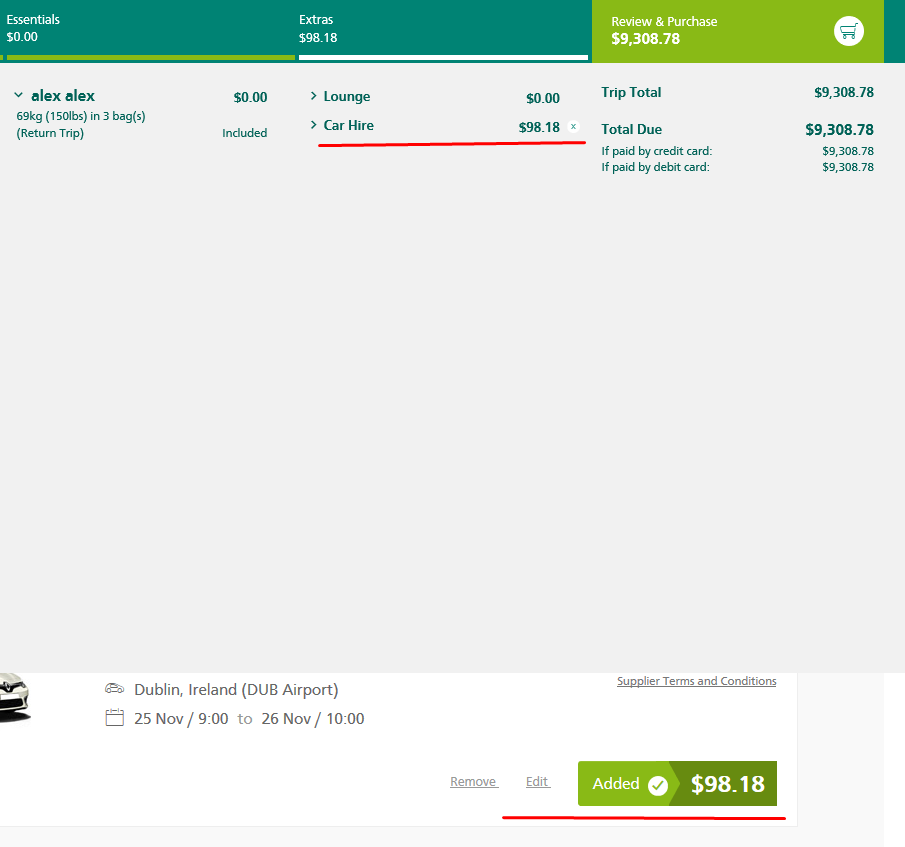 Essentials
$0.00
Extras
$98.18
Review & Purchase
$9,308.78
alex alex $0.00
69kg (150lbs) in 3 bag(s)
(Return Trip) Included
Lounge $0.00
Car Hire $98.18 x
Trip Total $9,308.78
Total Due $9,308.78
If paid by credit card: $9,308.78
If paid by debit card: $9,308.78
Dublin, Ireland (DUB Airport)
Supplier Terms and Conditions
25 Nov / 9:00 to 26 Nov / 10:00
Remove Edit Added $98.18